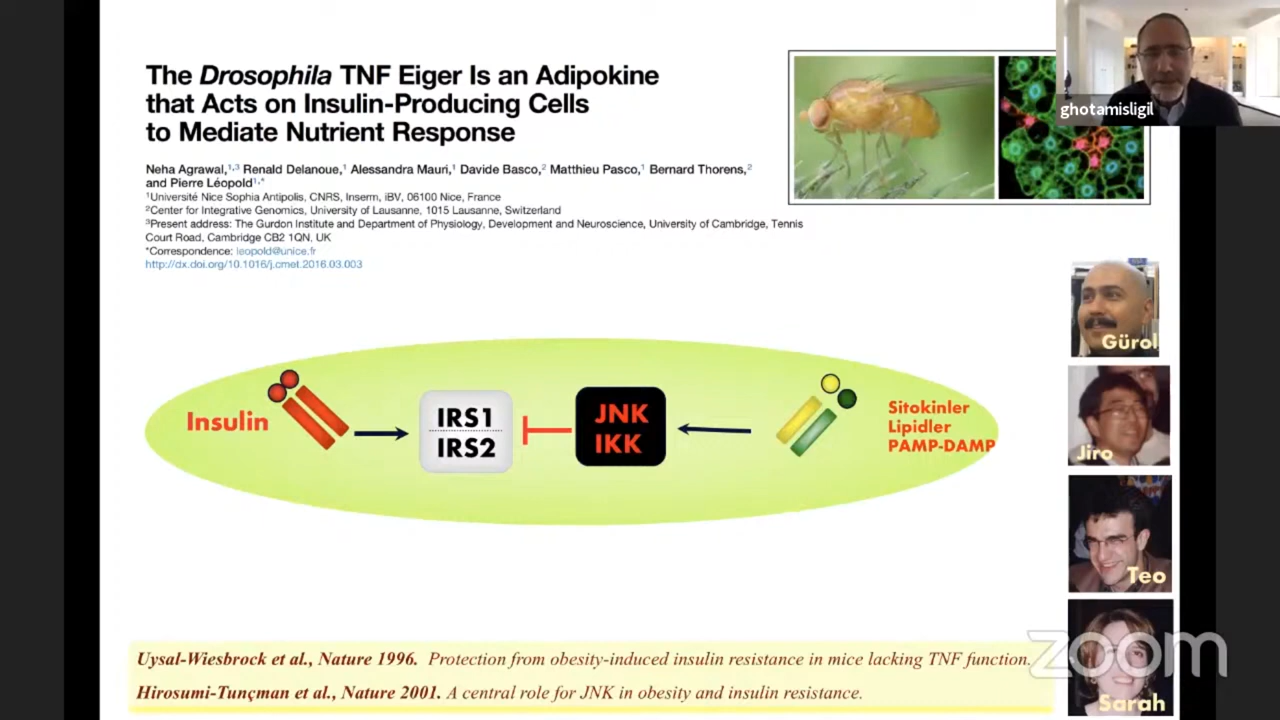 The Drosophila TNF Eiger Is an Adipokine
that Acts on Insulin-Producing Cells
to Mediate Nutrient Response
Neha Agrawal,1,3 Renald Delanoue,1 Alessandra Mauri,1 Davide Basco,2 Matthieu Pasco,1 Bernard Thorens,2
and Pierre Léopold1,*
1Université Nice Sophia Antipolis, CNRS, Inserm, iBV, 06100 Nice, France
2Center for Integrative Genomics, University of Lausanne, 1015 Lausanne, Switzerland
3Present address: The Gurdon Institute and Department of Physiology, Development and Neuroscience, University of Cambridge, Tennis
Court Road, Cambridge CB2 1QN, UK
*Correspondence: leopold@unice.fr
http://dx.doi.org/10.1016/j.cmet.2016.03.003
ghotamisligil
Insulin
IRS1
IRS2
JNK
IKK
Sitokinler
Lipidler
PAMP-DAMP
Gürol
Jiro
Teo
Sarah
zoom
Uysal-Wiesbrock et al., Nature 1996. Protection from obesity-induced insulin resistance in mice lacking TNF function.
Hirosumi-Tunçman et al., Nature 2001. A central role for JNK in obesity and insulin resistance.